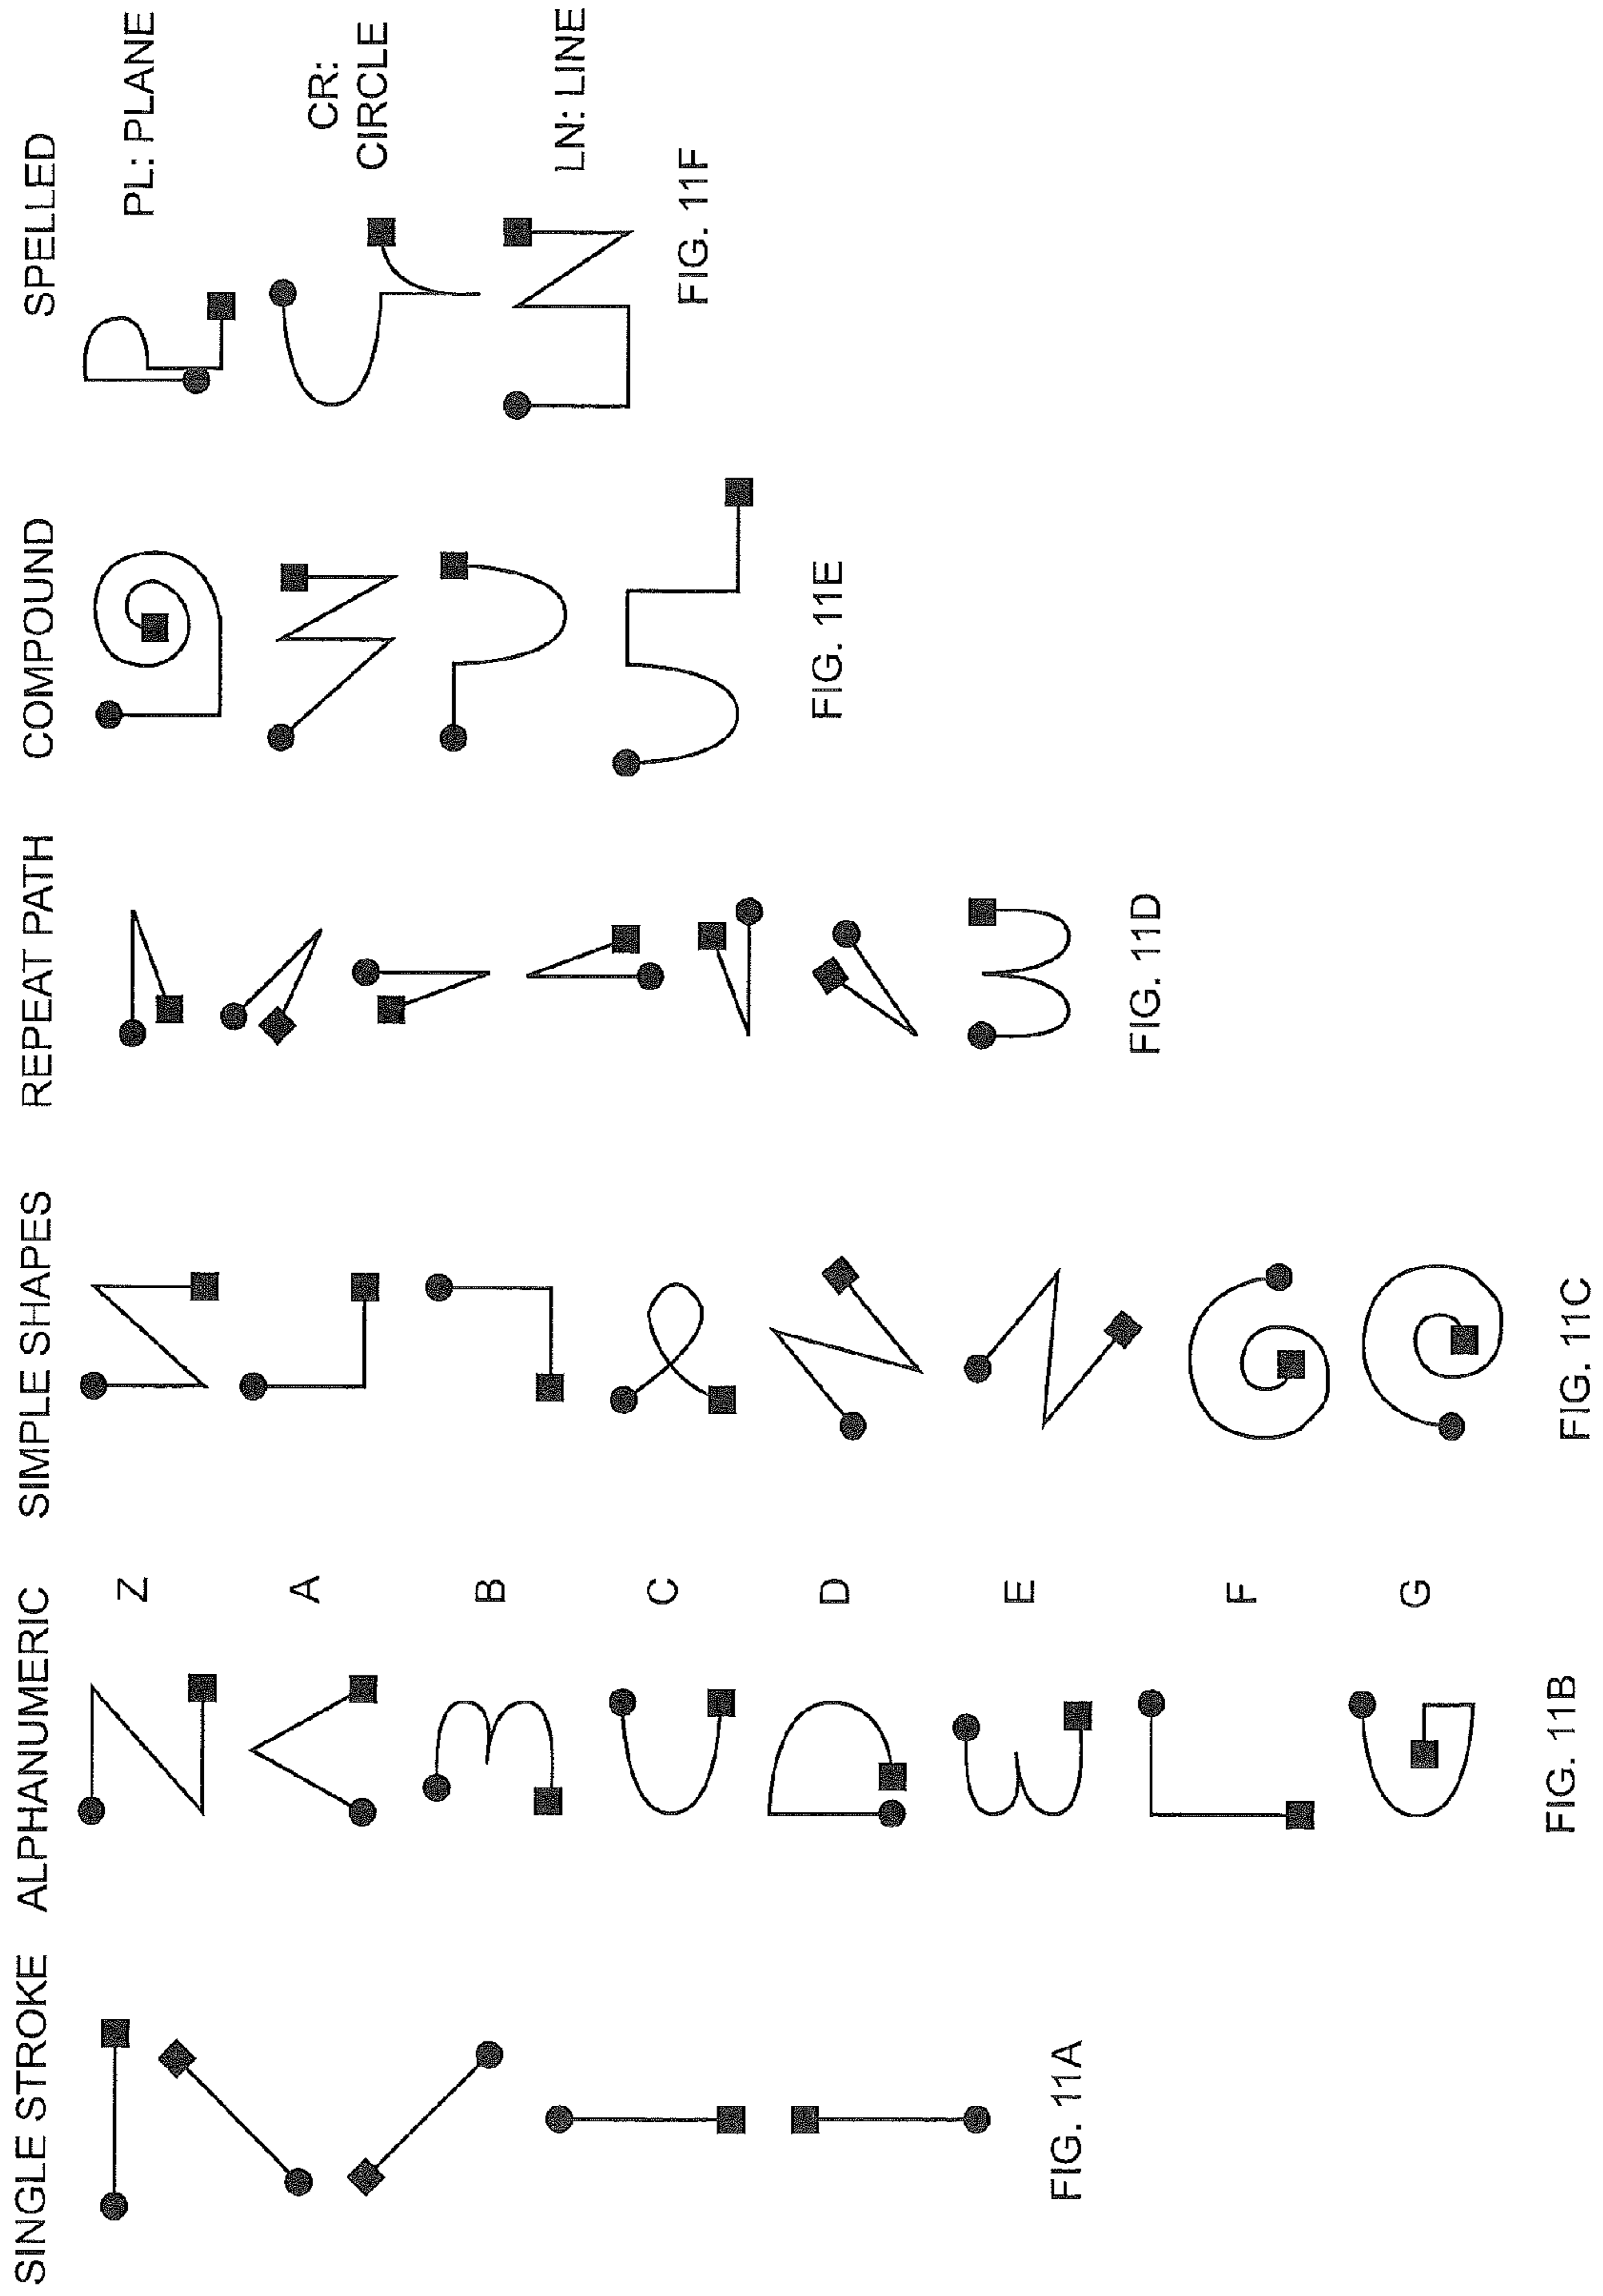 SINGLE STROKE
FIG. 11A
ALPHANUMERIC
Z
A
B
C
D
E
F
G
FIG. 11B
SIMPLE SHAPES
FIG. 11C
REPEAT PATH
FIG. 11D
COMPOUND
FIG. 11E
SPELLED
PL: PLANE
CR:
CIRCLE
LN: LINE
FIG. 11F